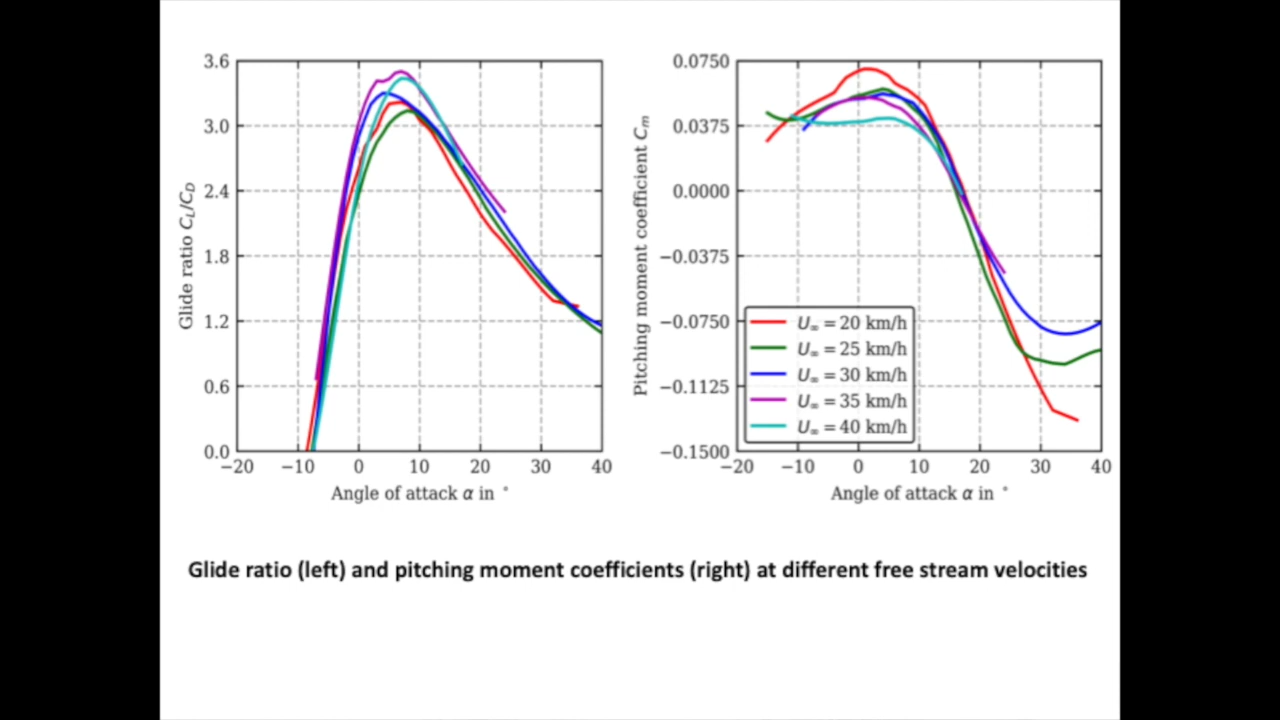 3.6
3.0
2.4
1.8
1.2
0.6
0.0
−20 −10 0 10 20 30 40
Glide ratio C_L/C_D
Angle of attack α in °
0.0750
0.0375
0.0000
−0.0375
−0.0750
−0.1125
−0.1500
−20 −10 0 10 20 30 40
Pitching moment coefficient C_m
Angle of attack α in °
U_∞ = 20 km/h
U_∞ = 25 km/h
U_∞ = 30 km/h
U_∞ = 35 km/h
U_∞ = 40 km/h
Glide ratio (left) and pitching moment coefficients (right) at different free stream velocities